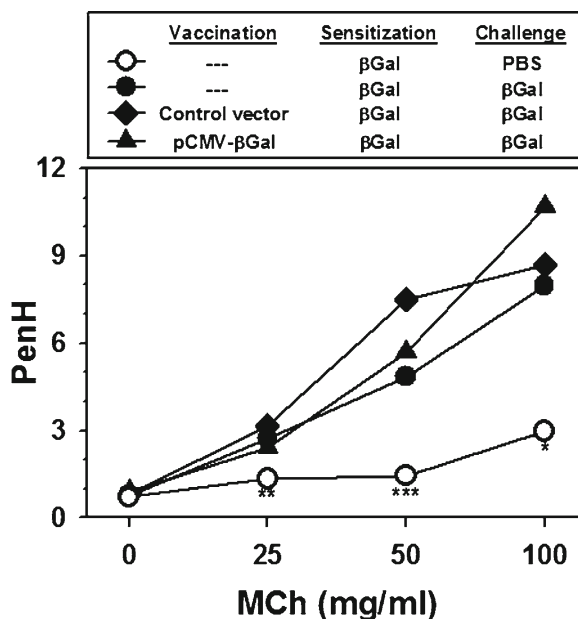 Vaccination Sensitization Challenge
--- βGal PBS
--- βGal βGal
Control vector βGal βGal
pCMV-βGal βGal βGal
12
9
6
3
0
PenH
**
***
*
0 25 50 100
MCh (mg/ml)